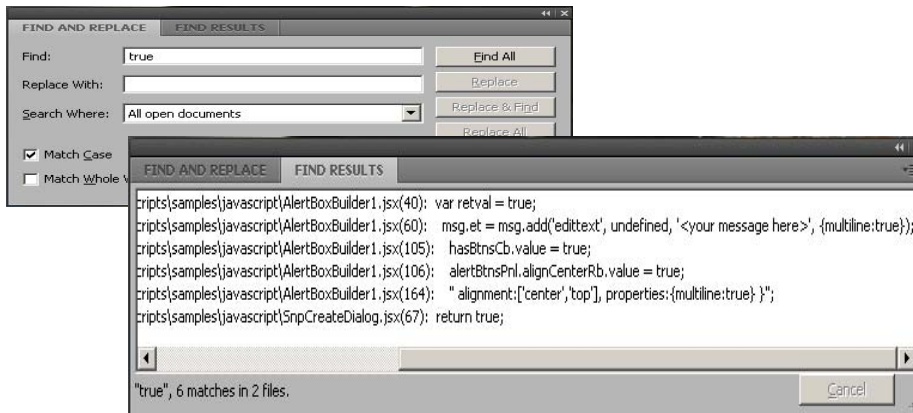 FIND AND REPLACE FIND RESULTS
Find: true Find All
Replace With: Replace
Search Where: All open documents Replace & Find
Replace All
Match Case
Match Whole
FIND AND REPLACE FIND RESULTS
cripts\samples\javascript\AlertBoxBuilder1.jsx(40): var retval = true;
cripts\samples\javascript\AlertBoxBuilder1.jsx(60): msg.et = msg.add('edittext', undefined, '<your message here>', {multiline:true});
cripts\samples\javascript\AlertBoxBuilder1.jsx(105): hasBtnsCb.value = true;
cripts\samples\javascript\AlertBoxBuilder1.jsx(106): alertBtnsPnl.alignCenterRb.value = true;
cripts\samples\javascript\AlertBoxBuilder1.jsx(164): " alignment:['center','top'], properties:{multiline:true} }";
cripts\samples\javascript\SnpCreateDialog.jsx(67): return true;
"true", 6 matches in 2 files. Cancel